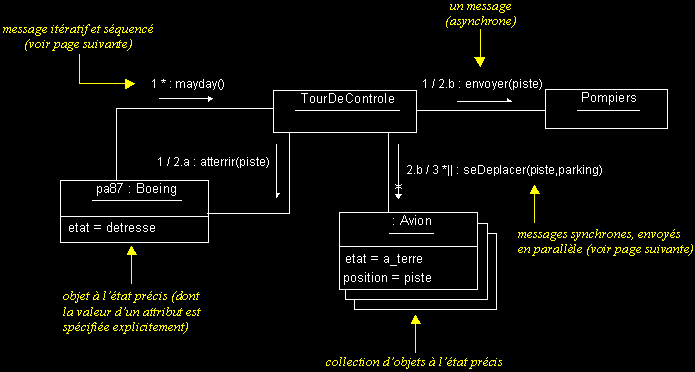 un message
(asynchrone)
message itératif et séquencé
(voir page suivante)
1 * : mayday()
1 / 2.b : envoyer(piste)
TourDeControle
Pompiers
1 / 2.a : atterrir(piste)
2.b / 3 *|| : seDeplacer(piste,parking)
pa87 : Boeing
etat = detresse
: Avion
etat = a_terre
position = piste
messages synchrones, envoyés
en parallèle (voir page suivante)
objet à l'état précis (dont
la valeur d'un attribut est
spécifiée explicitement)
collection d'objets à l'état précis